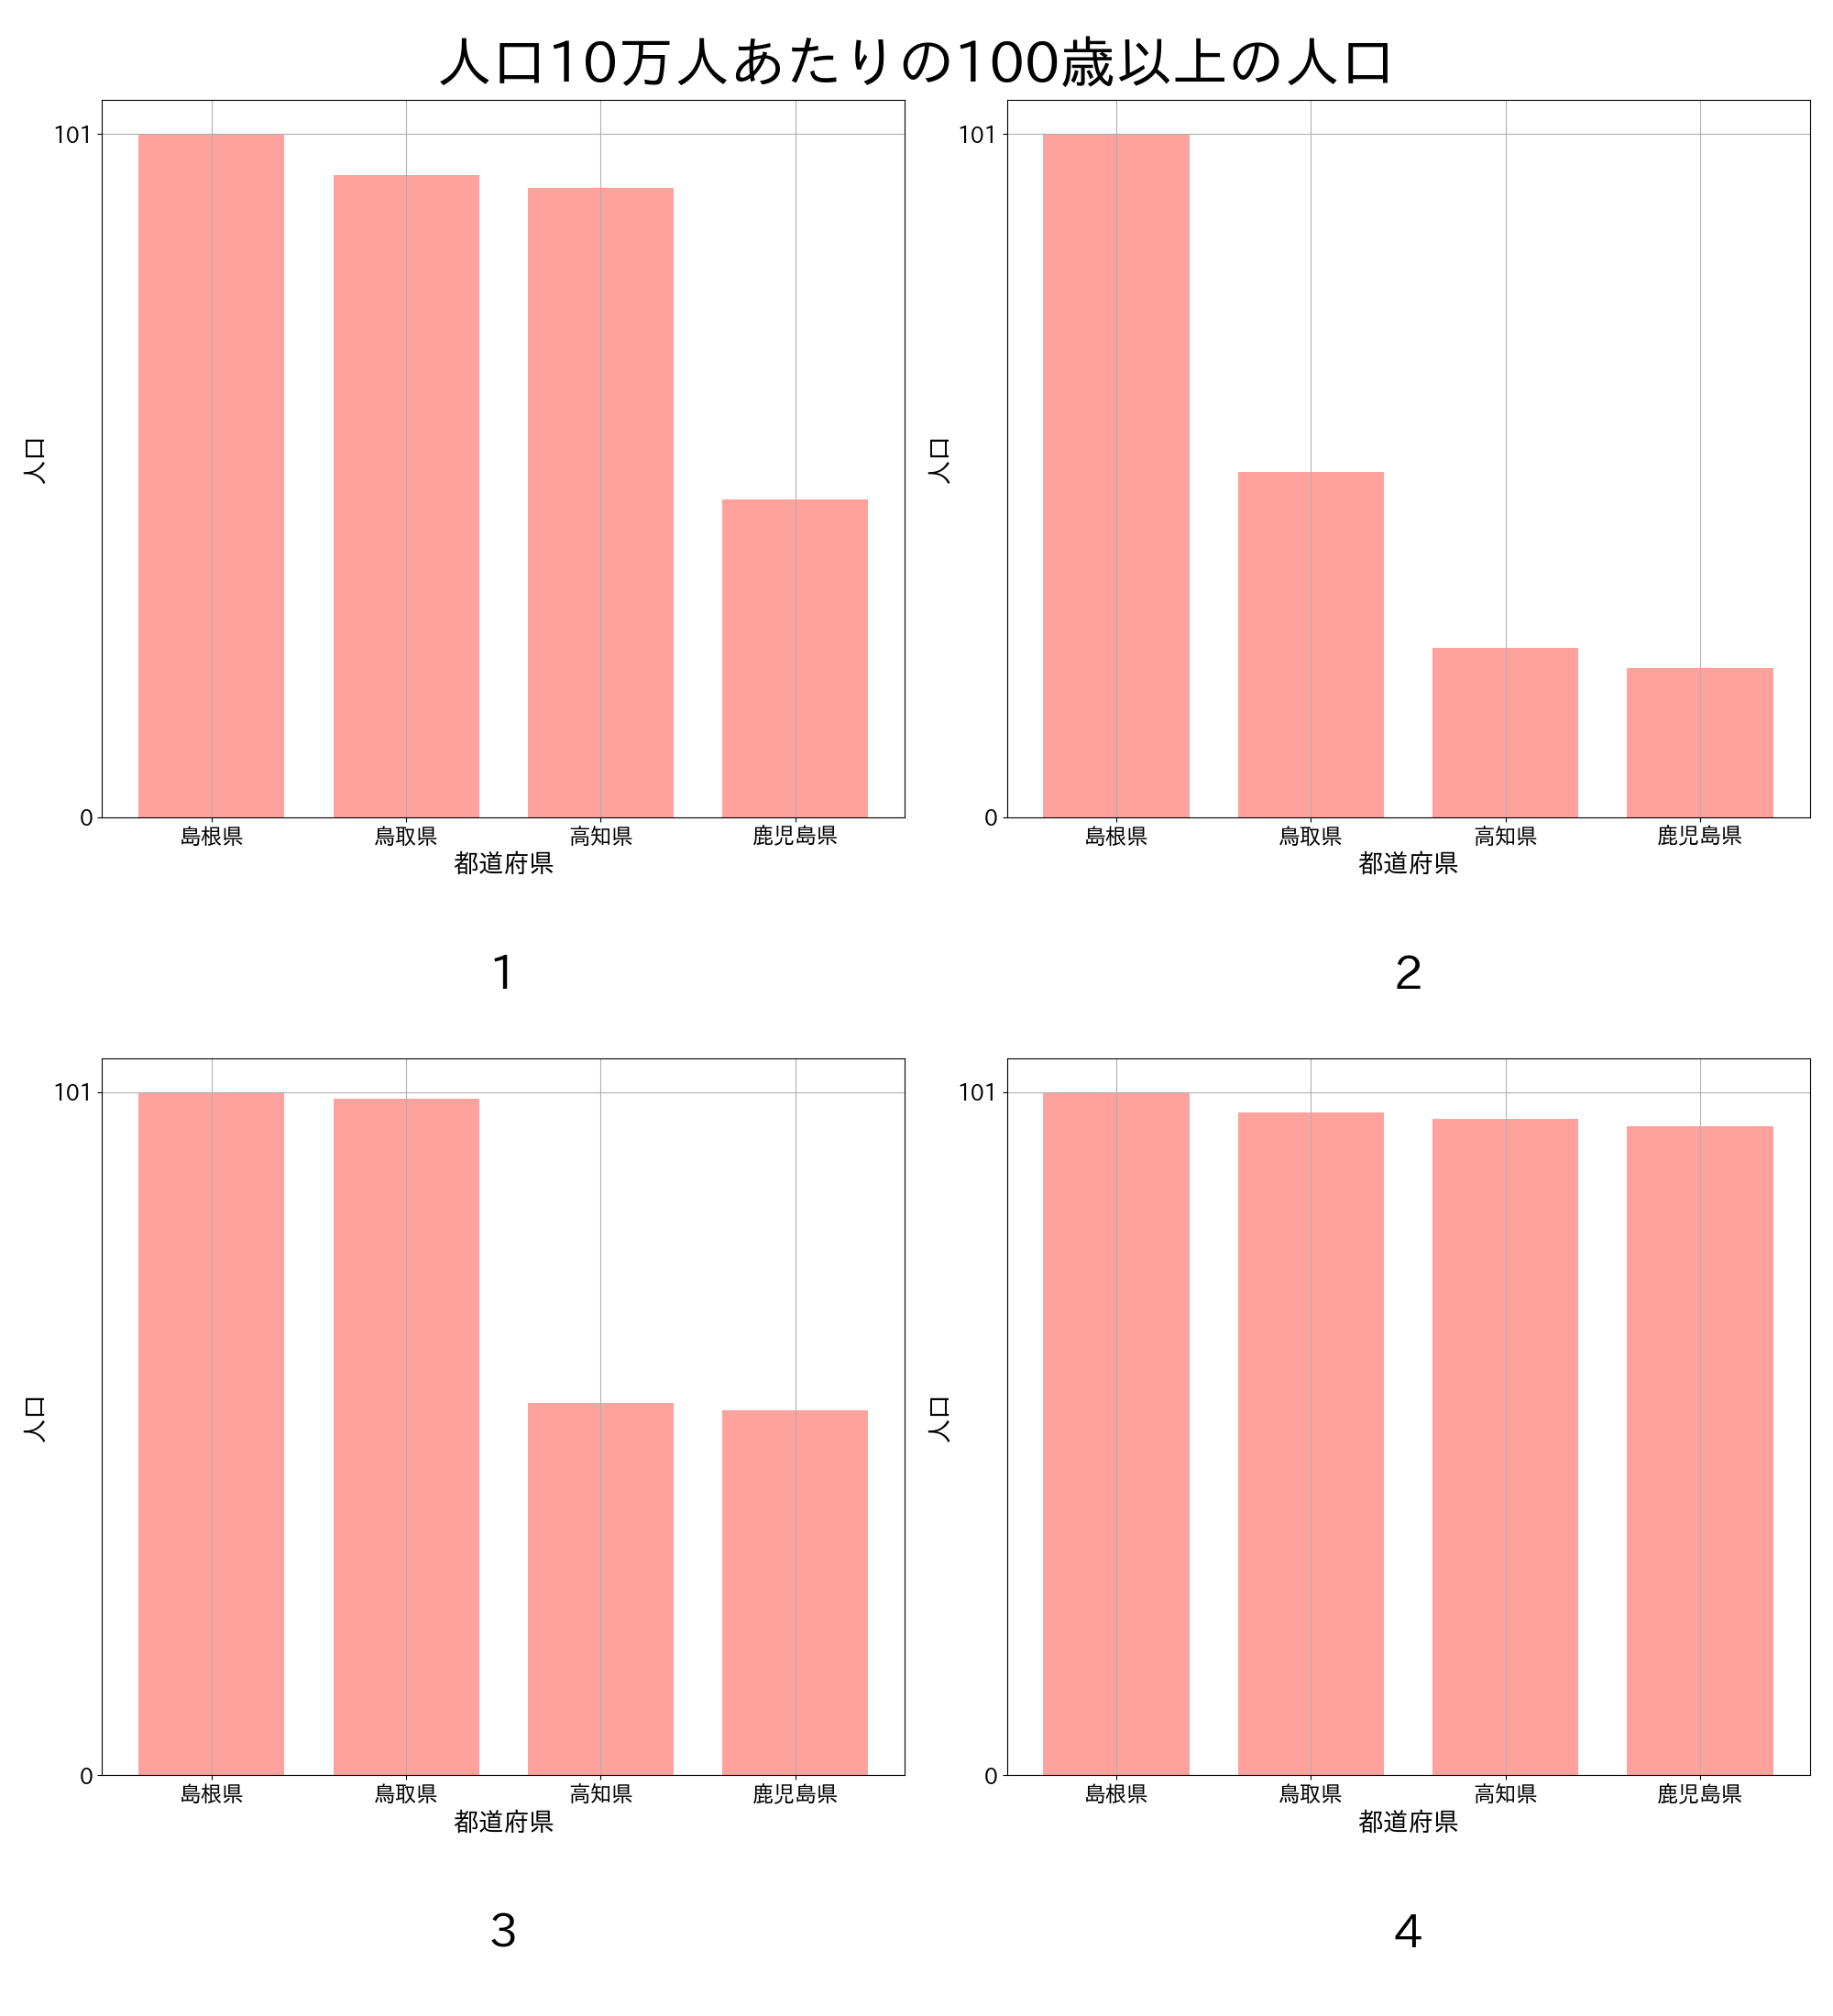 人口10万人あたりの100歳以上の人口
101
0
人口
島根県 鳥取県 高知県 鹿児島県
都道府県
1
101
0
人口
島根県 鳥取県 高知県 鹿児島県
都道府県
2
101
0
人口
島根県 鳥取県 高知県 鹿児島県
都道府県
3
101
0
人口
島根県 鳥取県 高知県 鹿児島県
都道府県
4